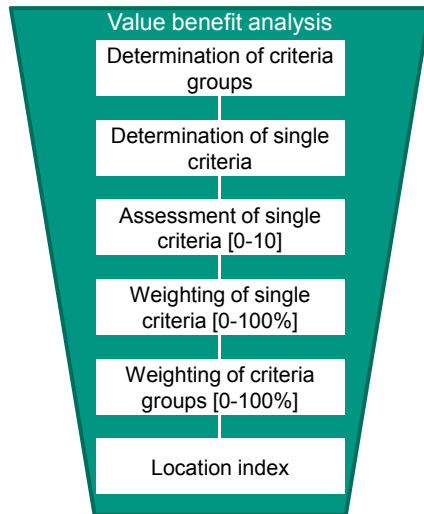 Value benefit analysis
Determination of criteria
groups
Determination of single
criteria
Assessment of single
criteria [0-10]
Weighting of single
criteria [0-100%]
Weighting of criteria
groups [0-100%]
Location index